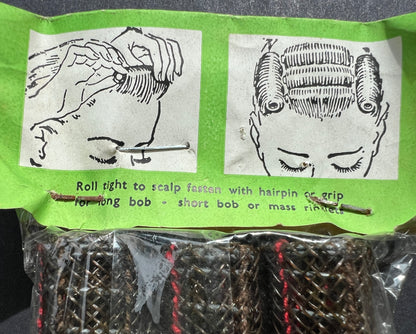 Roll tight to scalp fasten with hairpin or grip
for long bob - short bob or mass ringlets